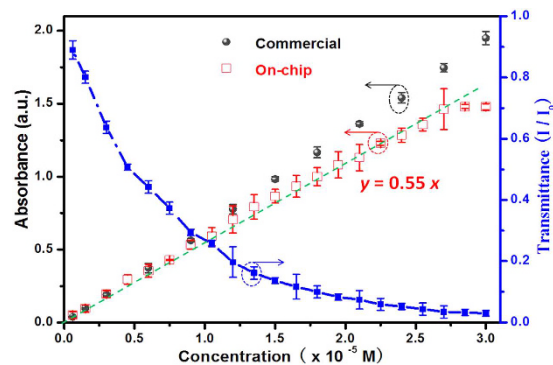 Commercial
On-chip
y = 0.55 x
Absorbance (a.u.)
2.0
1.5
1.0
0.5
0.0
Transmittance (I / I₀)
1.0
0.8
0.6
0.4
0.2
0.0
0.0 0.5 1.0 1.5 2.0 2.5 3.0
Concentration ( x 10⁻⁵ M)